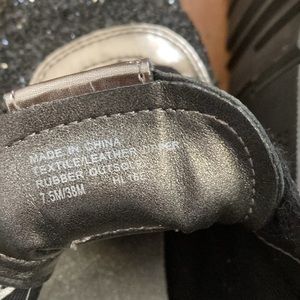 MADE IN CHINA
TEXTILE/LEATHER UPPER
RUBBER OUTSOLE
7.5M/38M